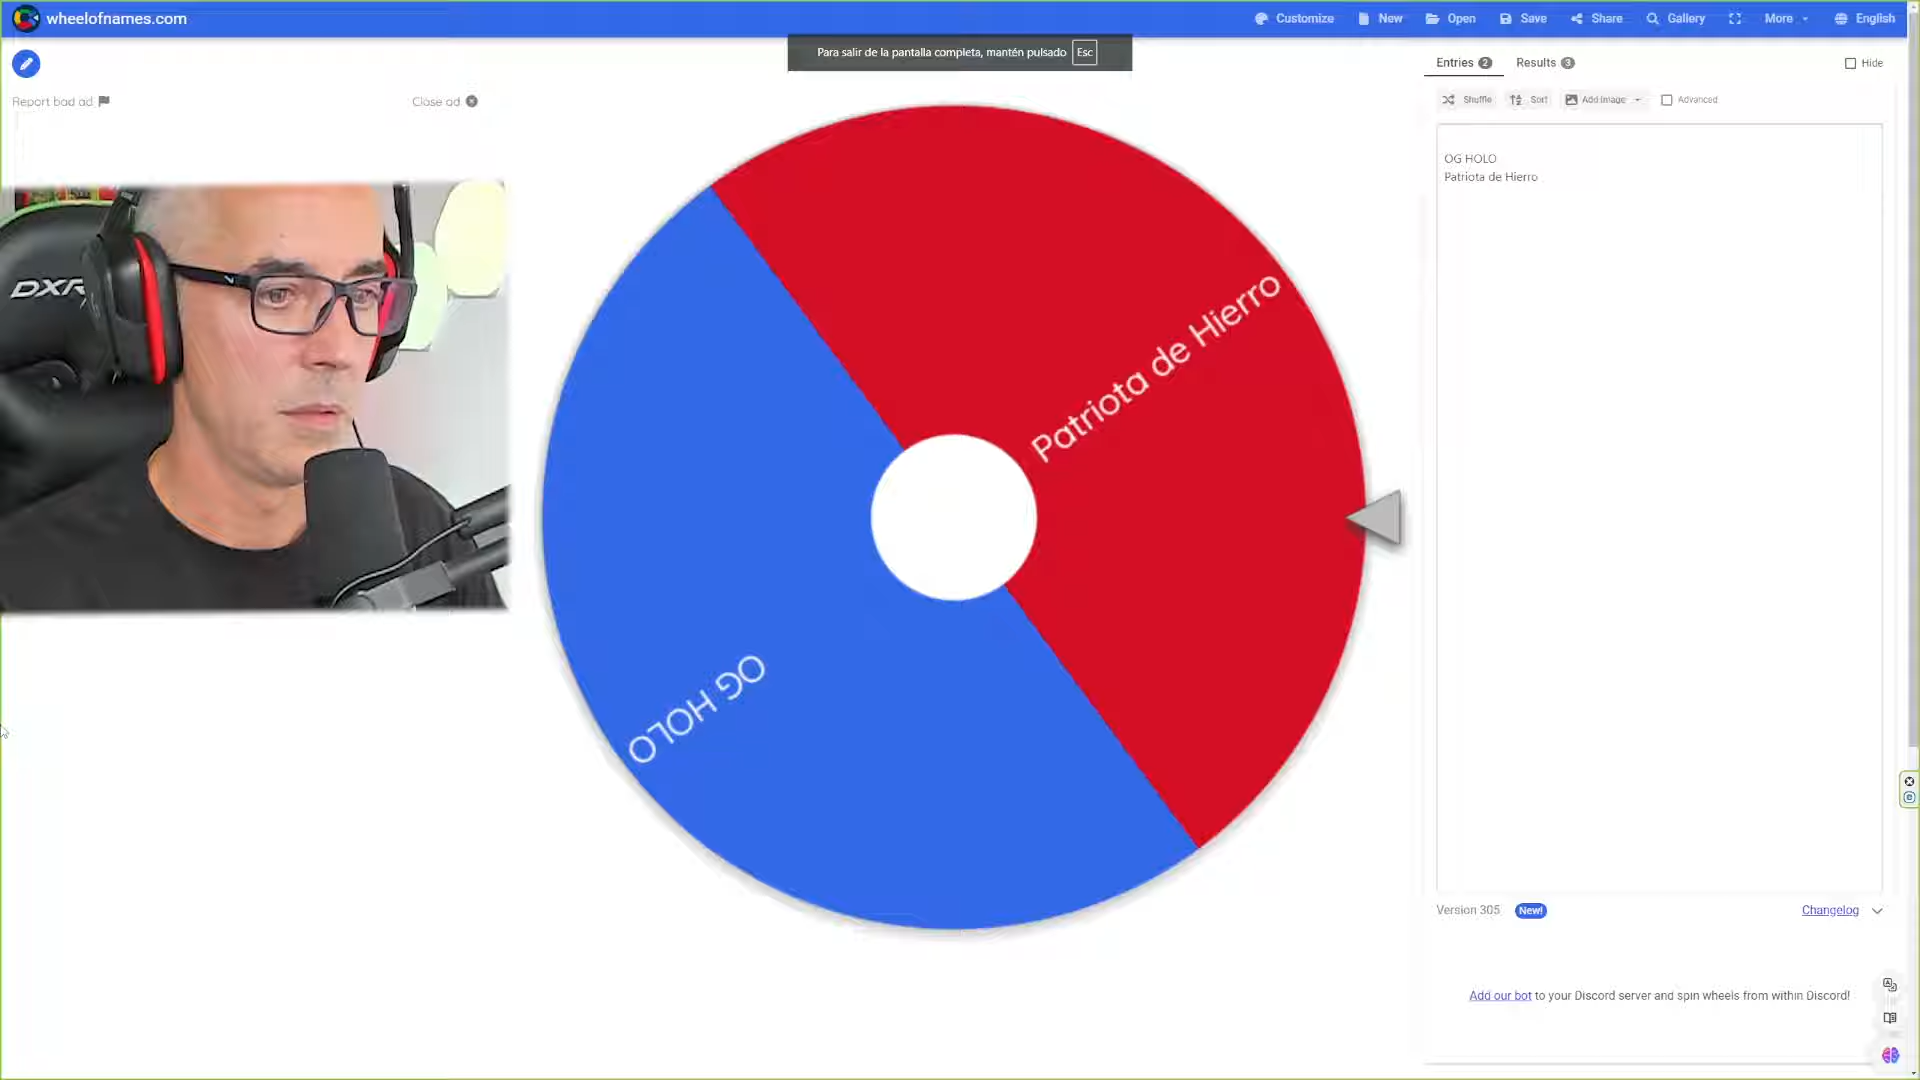 wheelofnames.com
Customize
New
Open
Save
Share
Gallery
More
English
Para salir de la pantalla completa, mantén pulsado Esc
Entries 2
Results 3
Hide
Report bad ad
Close ad
Shuffle
Sort
Add image
Advanced
OG HOLO
Patriota de Hierro
Patriota de Hierro
OG HOLO
DXR
Version 305
New!
Changelog
Add our bot to your Discord server and spin wheels from within Discord!